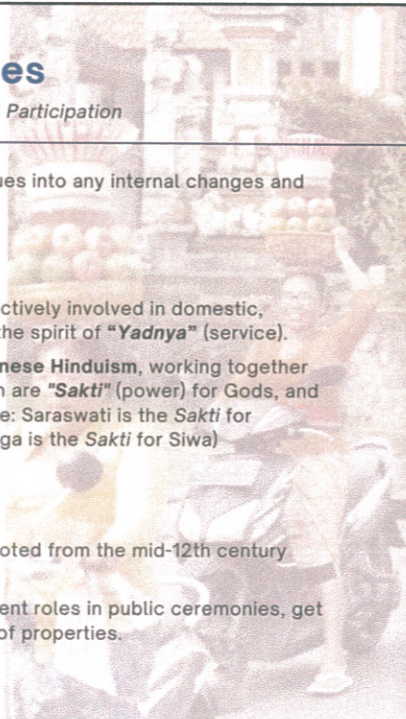 es
Participation
ues into any internal changes and
ctively involved in domestic,
the spirit of “Yadnya” (service).
nese Hinduism, working together
n are "Sakti" (power) for Gods, and
e: Saraswati is the Sakti for
ga is the Sakti for Siwa)
oted from the mid-12th century
ent roles in public ceremonies, get
of properties.